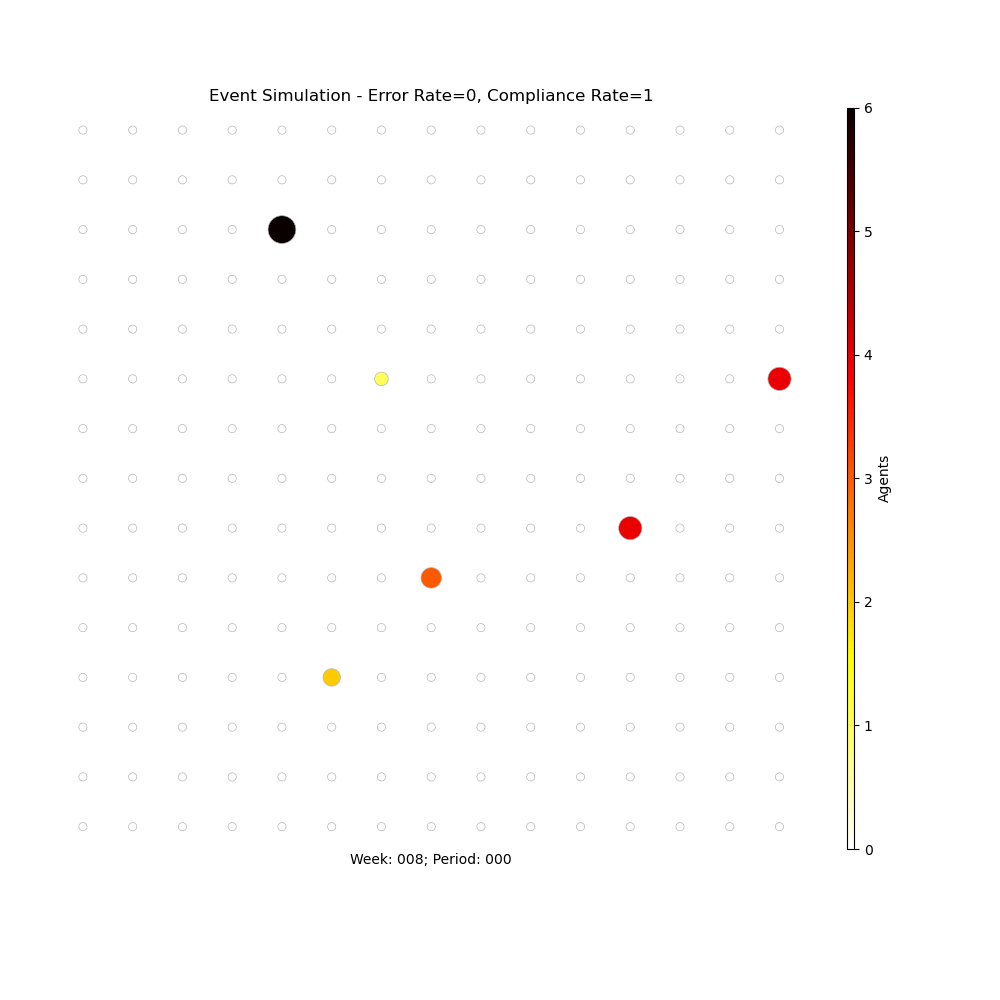 Event Simulation - Error Rate=0, Compliance Rate=1
6
5
4
3
2
1
0
Agents
Week: 008; Period: 000